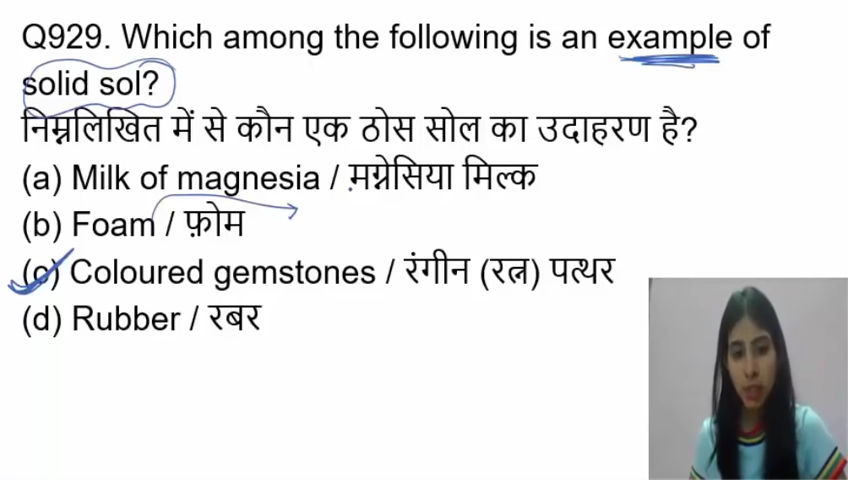 Q929. Which among the following is an example of
solid sol?
निम्नलिखित में से कौन एक ठोस सोल का उदाहरण है?
(a) Milk of magnesia / मग्नेसिया मिल्क
(b) Foam / फ़ोम
(c) Coloured gemstones / रंगीन (रत्न) पत्थर
(d) Rubber / रबर